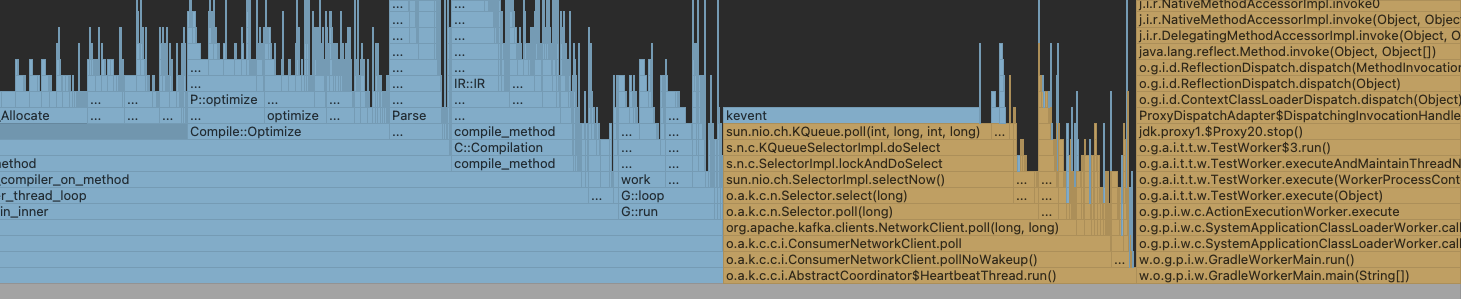 ... ... j.i.r.NativeMethodAccessorImpl.invoke0
... ... j.i.r.NativeMethodAccessorImpl.invoke(Object, Objec
... ... j.i.r.DelegatingMethodAccessorImpl.invoke(Object, O
... ... java.lang.reflect.Method.invoke(Object, Object[])
... ... ... o.g.i.d.ReflectionDispatch.dispatch(MethodInvocation
... ... IR::IR ... o.g.i.d.ReflectionDispatch.dispatch(Object)
P::optimize ... ... ... ... ... ... ... o.g.i.d.ContextClassLoaderDispatch.dispatch(Object)
Allocate ... ... ... ... optimize ... Parse ... ... kevent ProxyDispatchAdapter$DispatchingInvocationHandle
Compile::Optimize ... compile_method ... ... sun.nio.ch.KQueue.poll(int, long, int, long) ... jdk.proxy1.$Proxy20.stop()
C::Compilation ... ... s.n.c.KQueueSelectorImpl.doSelect o.g.a.i.t.t.w.TestWorker$3.run()
ethod compile_method ... ... s.n.c.SelectorImpl.lockAndDoSelect o.g.a.i.t.t.w.TestWorker.executeAndMaintainThreadN
compiler_on_method work ... sun.nio.ch.SelectorImpl.selectNow() ... ... o.g.a.i.t.t.w.TestWorker.execute(WorkerProcessCont
r_thread_loop ... G::loop o.a.k.c.n.Selector.select(long) ... ... o.g.a.i.t.t.w.TestWorker.execute(Object)
in_inner G::run o.a.k.c.n.Selector.poll(long) ... o.g.p.i.w.c.ActionExecutionWorker.execute
org.apache.kafka.clients.NetworkClient.poll(long, long) o.g.p.i.w.c.SystemApplicationClassLoaderWorker.call
o.a.k.c.c.i.ConsumerNetworkClient.poll o.g.p.i.w.c.SystemApplicationClassLoaderWorker.call
o.a.k.c.c.i.ConsumerNetworkClient.pollNoWakeup() ... w.o.g.p.i.w.GradleWorkerMain.run()
o.a.k.c.c.i.AbstractCoordinator$HeartbeatThread.run() w.o.g.p.i.w.GradleWorkerMain.main(String[])